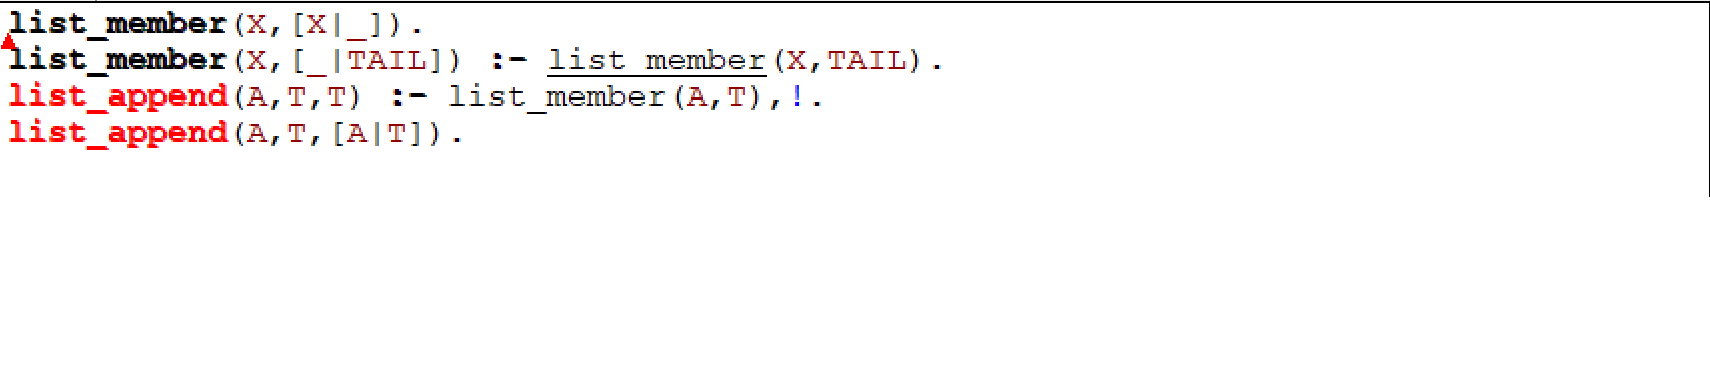 list_member(X,[X|_]).
list_member(X,[_|TAIL]) :- list_member(X,TAIL).
list_append(A,T,T) :- list_member(A,T),!.
list_append(A,T,[A|T]).